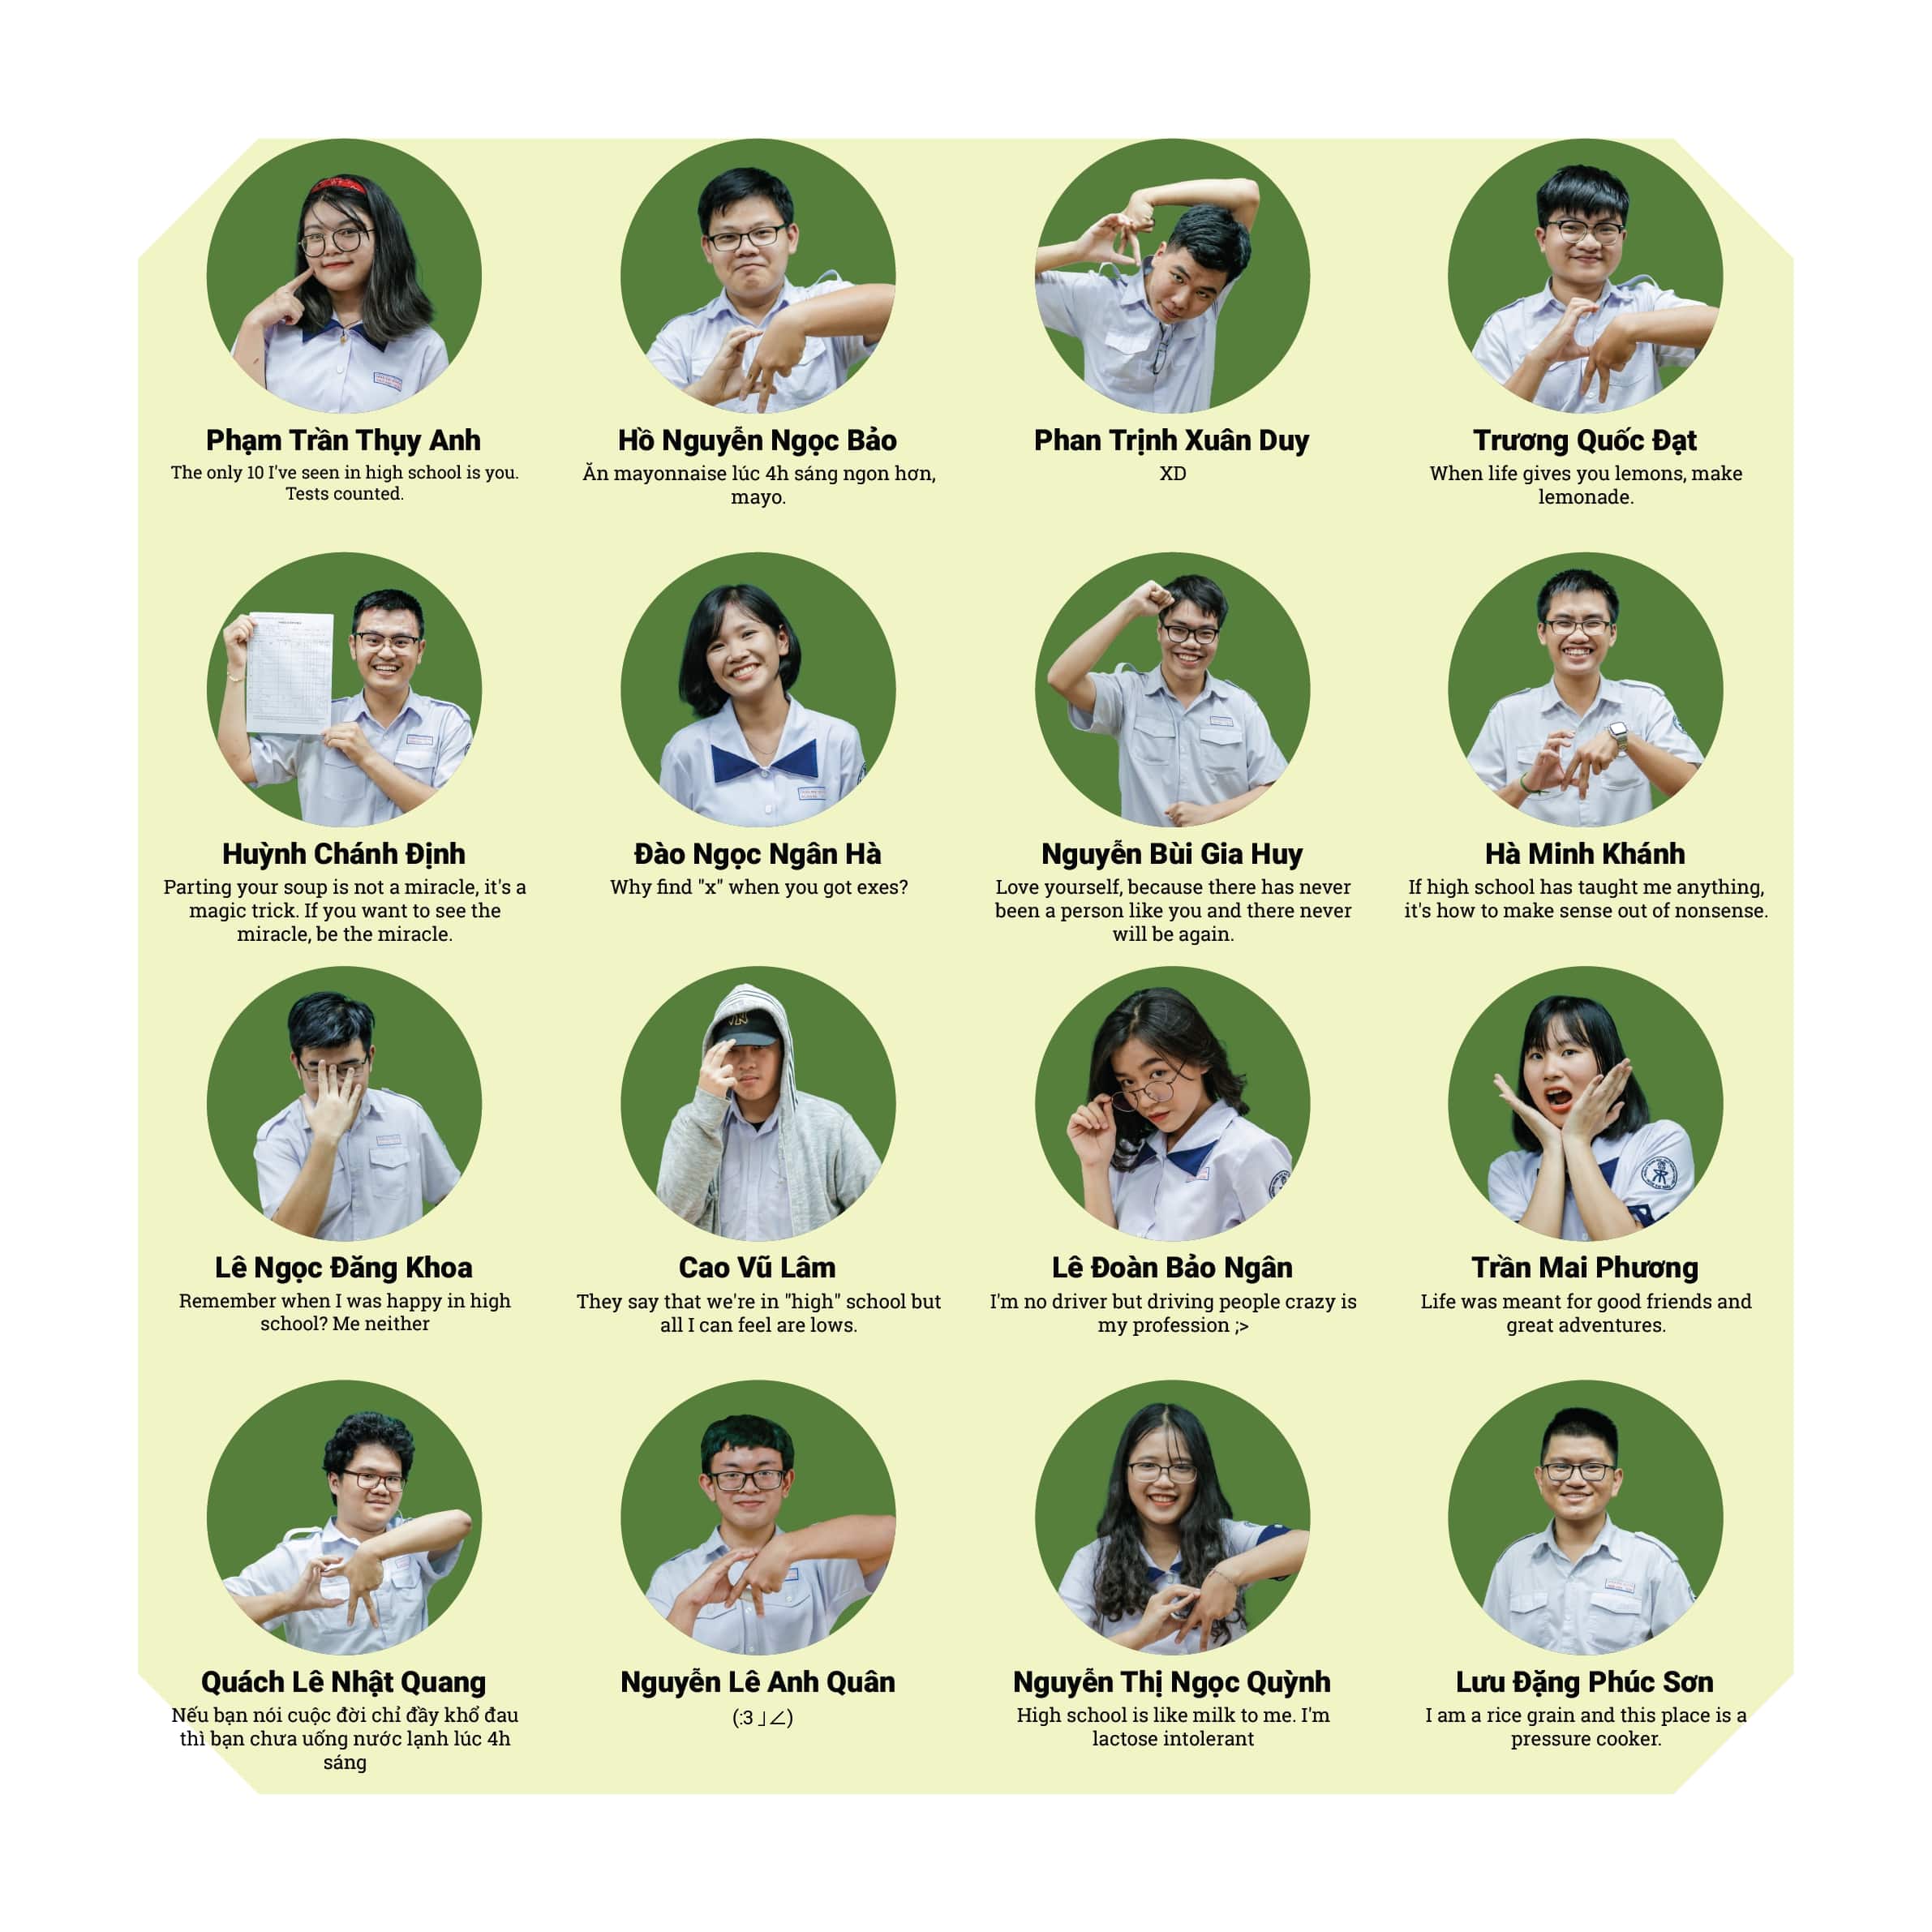 Phạm Trần Thụy Anh
The only 10 I've seen in high school is you.
Tests counted.
Hồ Nguyễn Ngọc Bảo
Ăn mayonnaise lúc 4h sáng ngon hơn,
mayo.
Phan Trịnh Xuân Duy
XD
Trương Quốc Đạt
When life gives you lemons, make
lemonade.
Huỳnh Chánh Định
Parting your soup is not a miracle, it's a
magic trick. If you want to see the
miracle, be the miracle.
Đào Ngọc Ngân Hà
Why find "x" when you got exes?
Nguyễn Bùi Gia Huy
Love yourself, because there has never
been a person like you and there never
will be again.
Hà Minh Khánh
If high school has taught me anything,
it's how to make sense out of nonsense.
Lê Ngọc Đăng Khoa
Remember when I was happy in high
school? Me neither
Cao Vũ Lâm
They say that we're in "high" school but
all I can feel are lows.
Lê Đoàn Bảo Ngân
I'm no driver but driving people crazy is
my profession ;>
Trần Mai Phương
Life was meant for good friends and
great adventures.
Quách Lê Nhật Quang
Nếu bạn nói cuộc đời chỉ đầy khổ đau
thì bạn chưa uống nước lạnh lúc 4h
sáng
Nguyễn Lê Anh Quân
(:3 」∠)
Nguyễn Thị Ngọc Quỳnh
High school is like milk to me. I'm
lactose intolerant
Lưu Đặng Phúc Sơn
I am a rice grain and this place is a
pressure cooker.